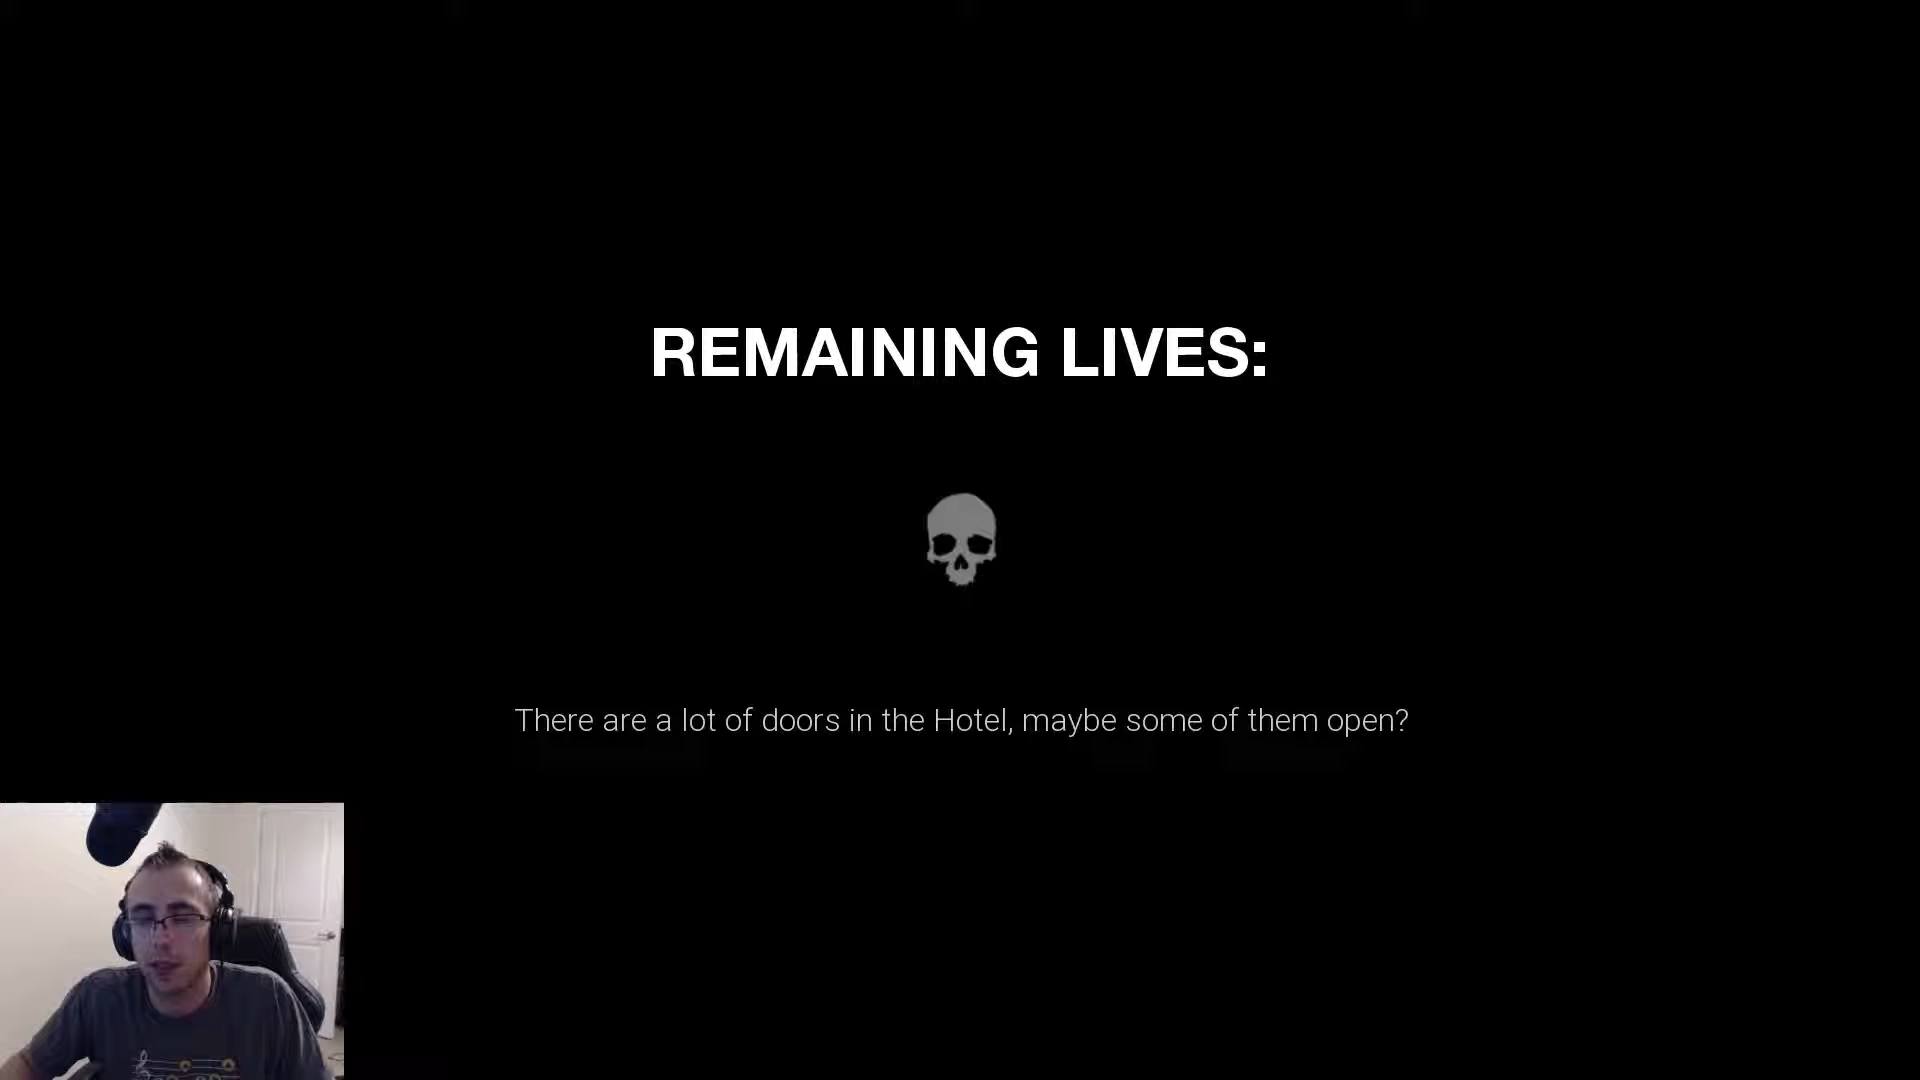 REMAINING LIVES:
There are a lot of doors in the Hotel, maybe some of them open?